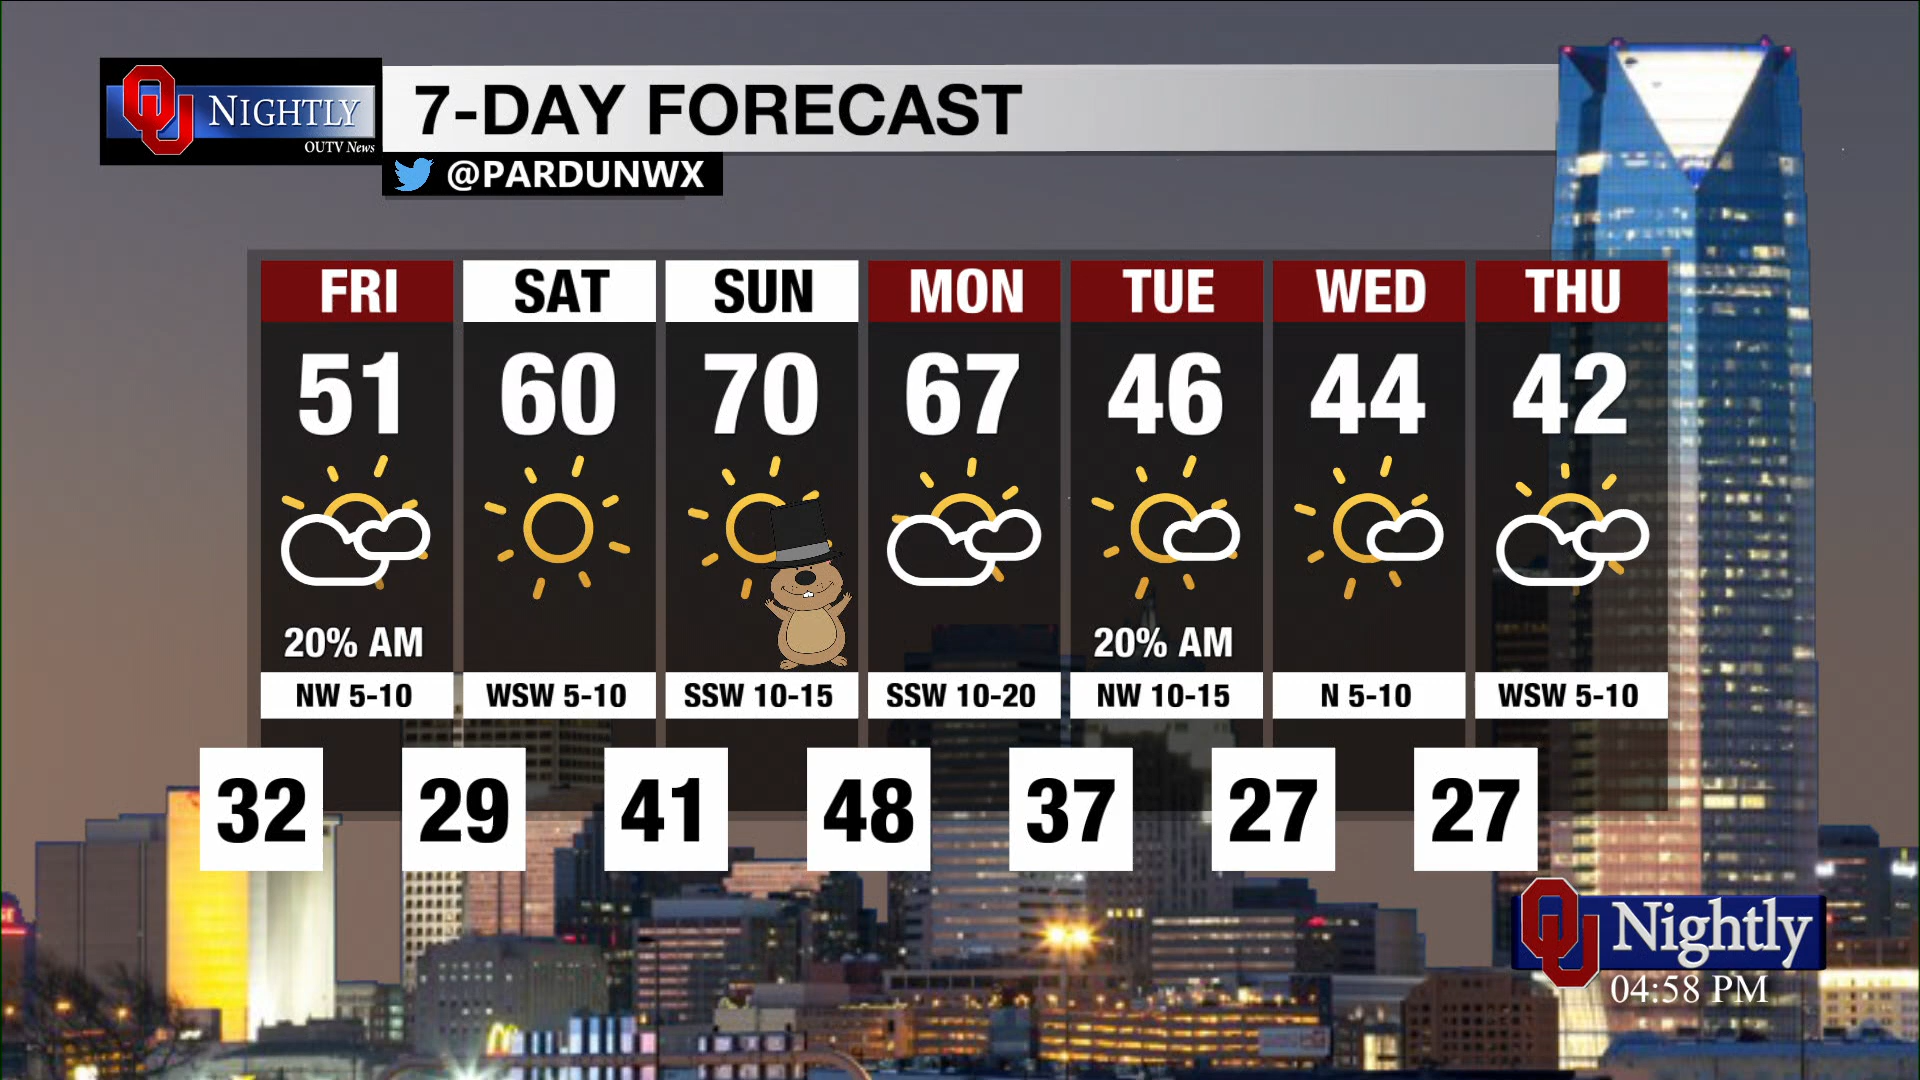 OU NIGHTLY
OUTV News
7-DAY FORECAST
@PARDUNWX
FRI SAT SUN MON TUE WED THU
51 60 70 67 46 44 42
20% AM 20% AM
NW 5-10 WSW 5-10 SSW 10-15 SSW 10-20 NW 10-15 N 5-10 WSW 5-10
32 29 41 48 37 27 27
OU Nightly
04:58 PM